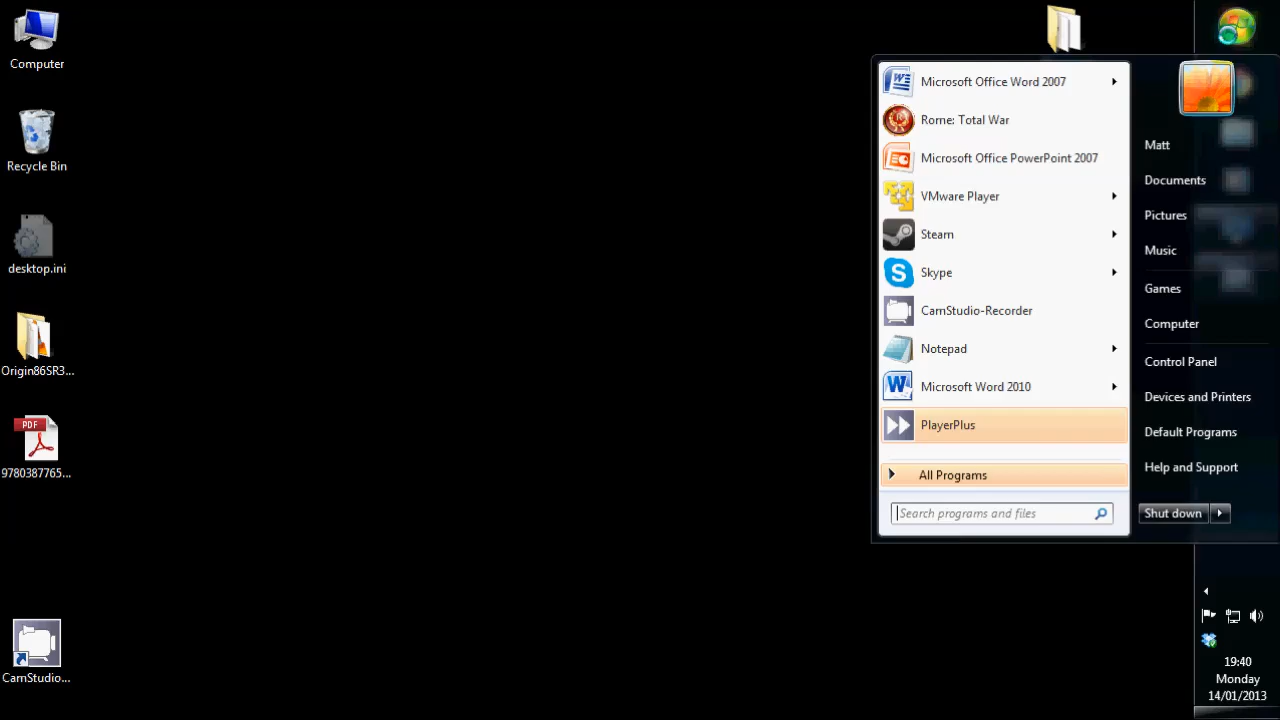 Computer
Recycle Bin
desktop.ini
Origin86SR3...
PDF
9780387765...
CamStudio...
Microsoft Office Word 2007
Rome: Total War
Microsoft Office PowerPoint 2007
VMware Player
Steam
Skype
CamStudio-Recorder
Notepad
Microsoft Word 2010
PlayerPlus
All Programs
Search programs and files
Matt
Documents
Pictures
Music
Games
Computer
Control Panel
Devices and Printers
Default Programs
Help and Support
Shut down
19:40
Monday
14/01/2013